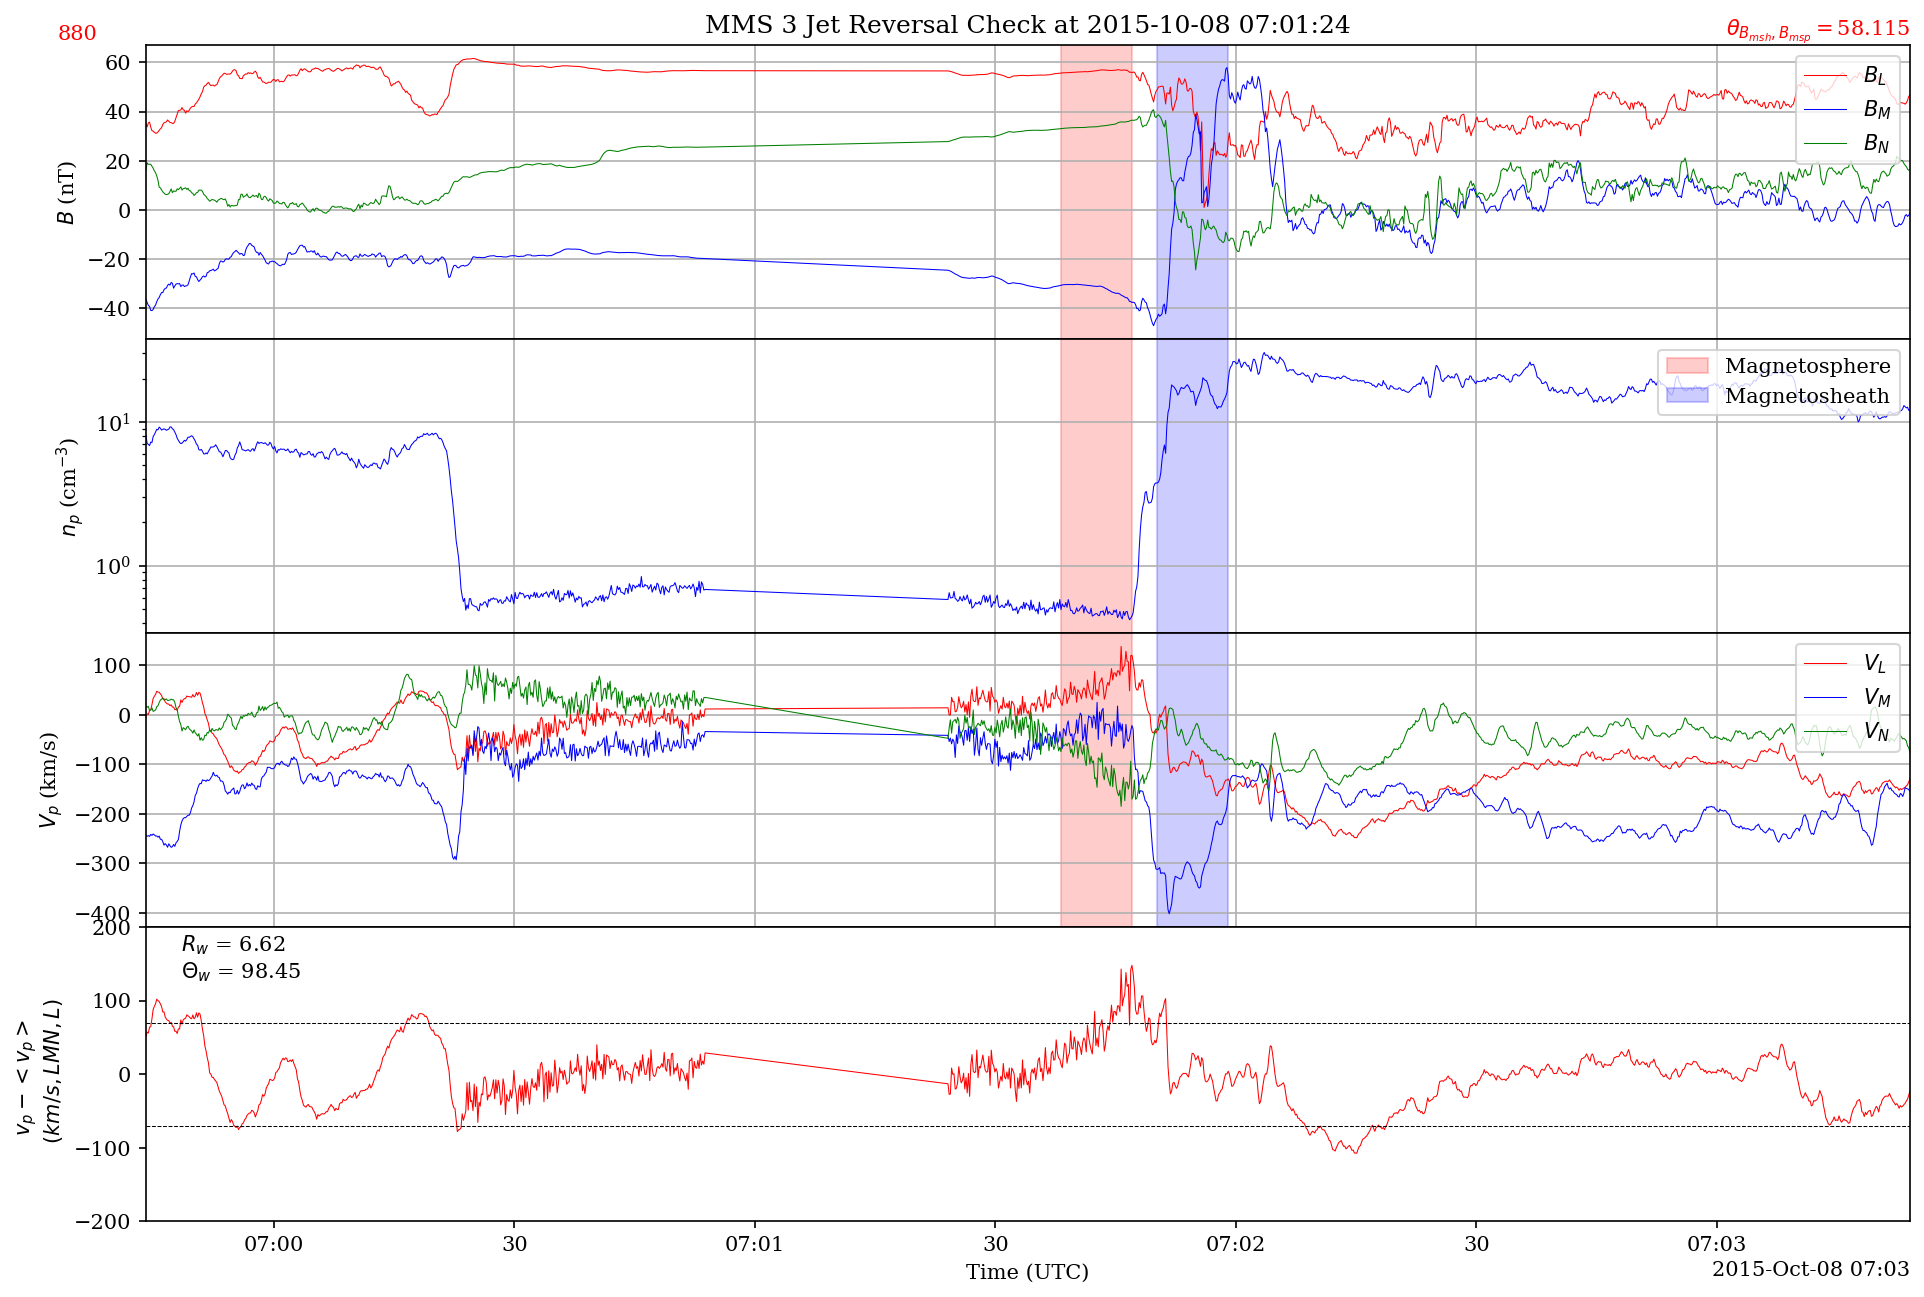 MMS 3 Jet Reversal Check at 2015-10-08 07:01:24
880
θ_{B_{msh}, B_{msp}} = 58.115
60
40
20
0
−20
−40
B (nT)
B_L
B_M
B_N
10^1
10^0
n_p (cm^{−3})
Magnetosphere
Magnetosheath
100
0
−100
−200
−300
−400
V_p (km/s)
V_L
V_M
V_N
200
100
0
−100
−200
v_p − < v_p >
(km/s, LMN, L)
R_w = 6.62
Θ_w = 98.45
07:00 30 07:01 30 07:02 30 07:03
Time (UTC)
2015-Oct-08 07:03